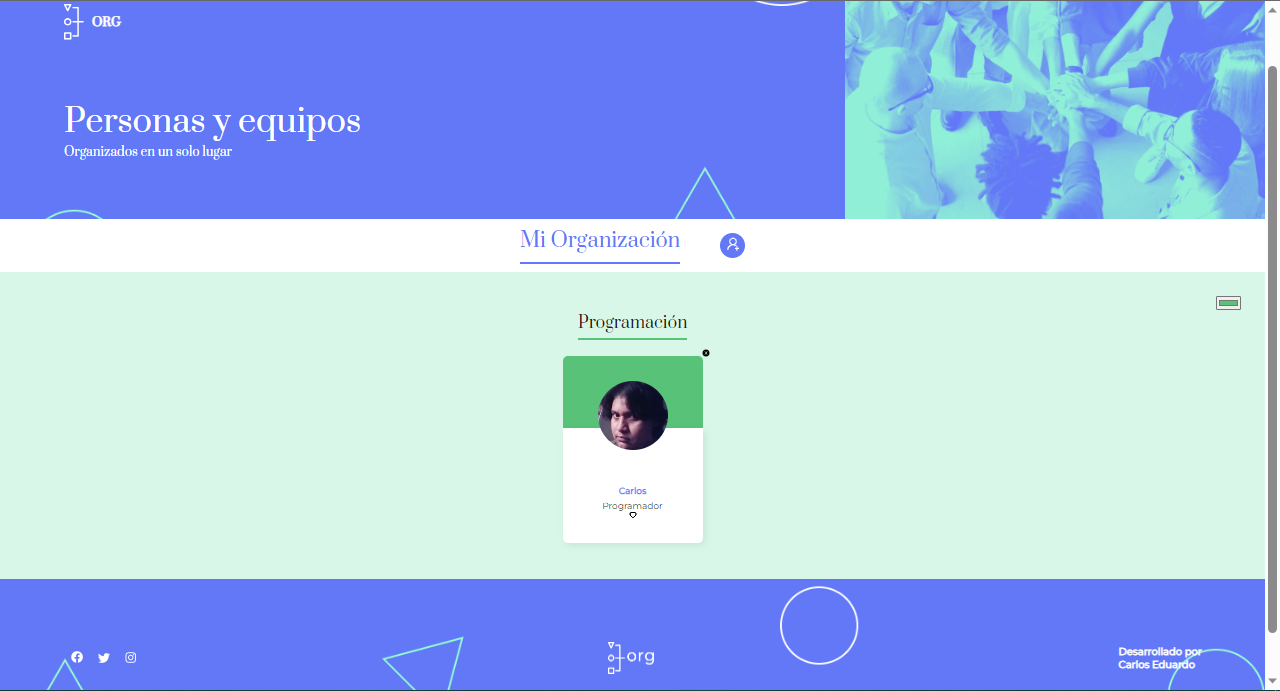 ORG
Personas y equipos
Organizados en un solo lugar
Mi Organización
Programación
Carlos
Programador
org
Desarrollado por
Carlos Eduardo